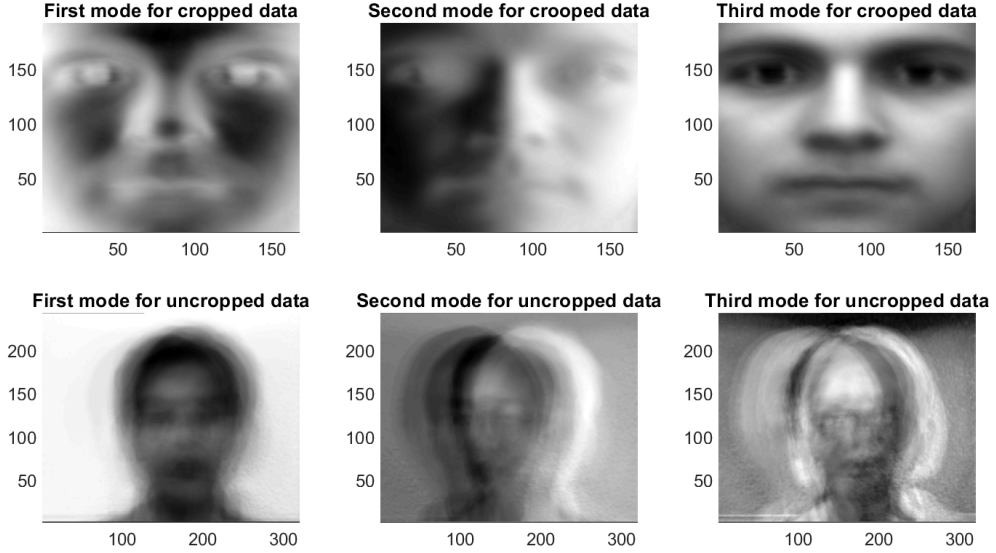 First mode for cropped data
150
100
50
50 100 150
Second mode for crooped data
150
100
50
50 100 150
Third mode for crooped data
150
100
50
50 100 150
First mode for uncropped data
200
150
100
50
100 200 300
Second mode for uncropped data
200
150
100
50
100 200 300
Third mode for uncropped data
200
150
100
50
100 200 300